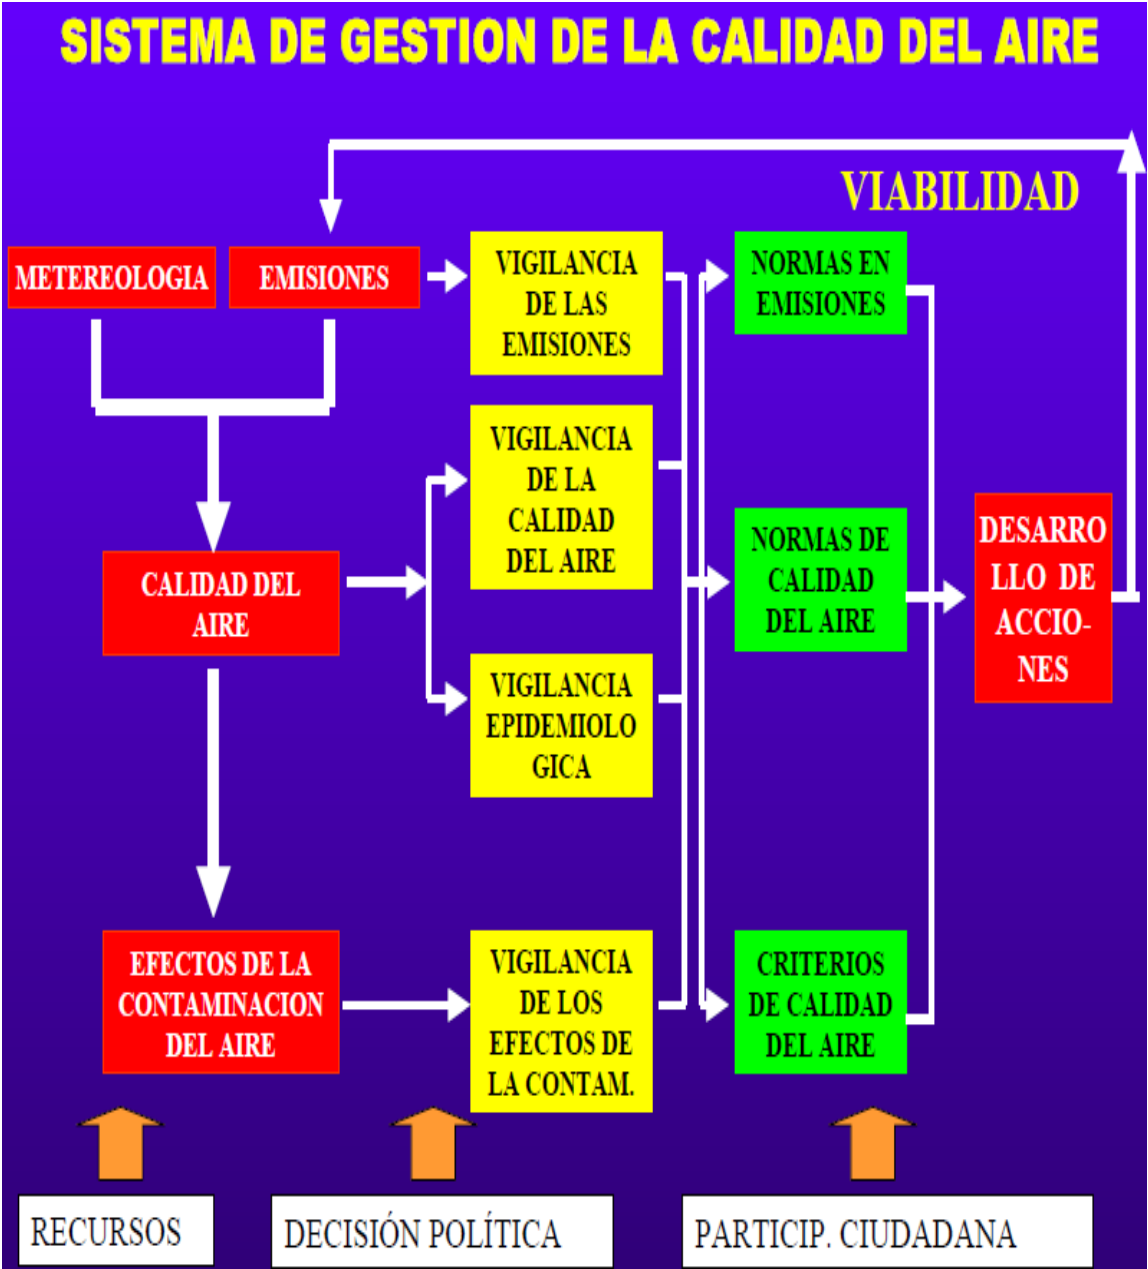 SISTEMA DE GESTION DE LA CALIDAD DEL AIRE
VIABILIDAD
METEREOLOGIA
EMISIONES
VIGILANCIA
DE LAS
EMISIONES
NORMAS EN
EMISIONES
VIGILANCIA
DE LA
CALIDAD
DEL AIRE
CALIDAD DEL
AIRE
NORMAS DE
CALIDAD
DEL AIRE
DESARRO
LLO DE
ACCIO-
NES
VIGILANCIA
EPIDEMIOLO
GICA
EFECTOS DE LA
CONTAMINACION
DEL AIRE
VIGILANCIA
DE LOS
EFECTOS DE
LA CONTAM.
CRITERIOS
DE CALIDAD
DEL AIRE
RECURSOS
DECISIÓN POLÍTICA
PARTICIP. CIUDADANA